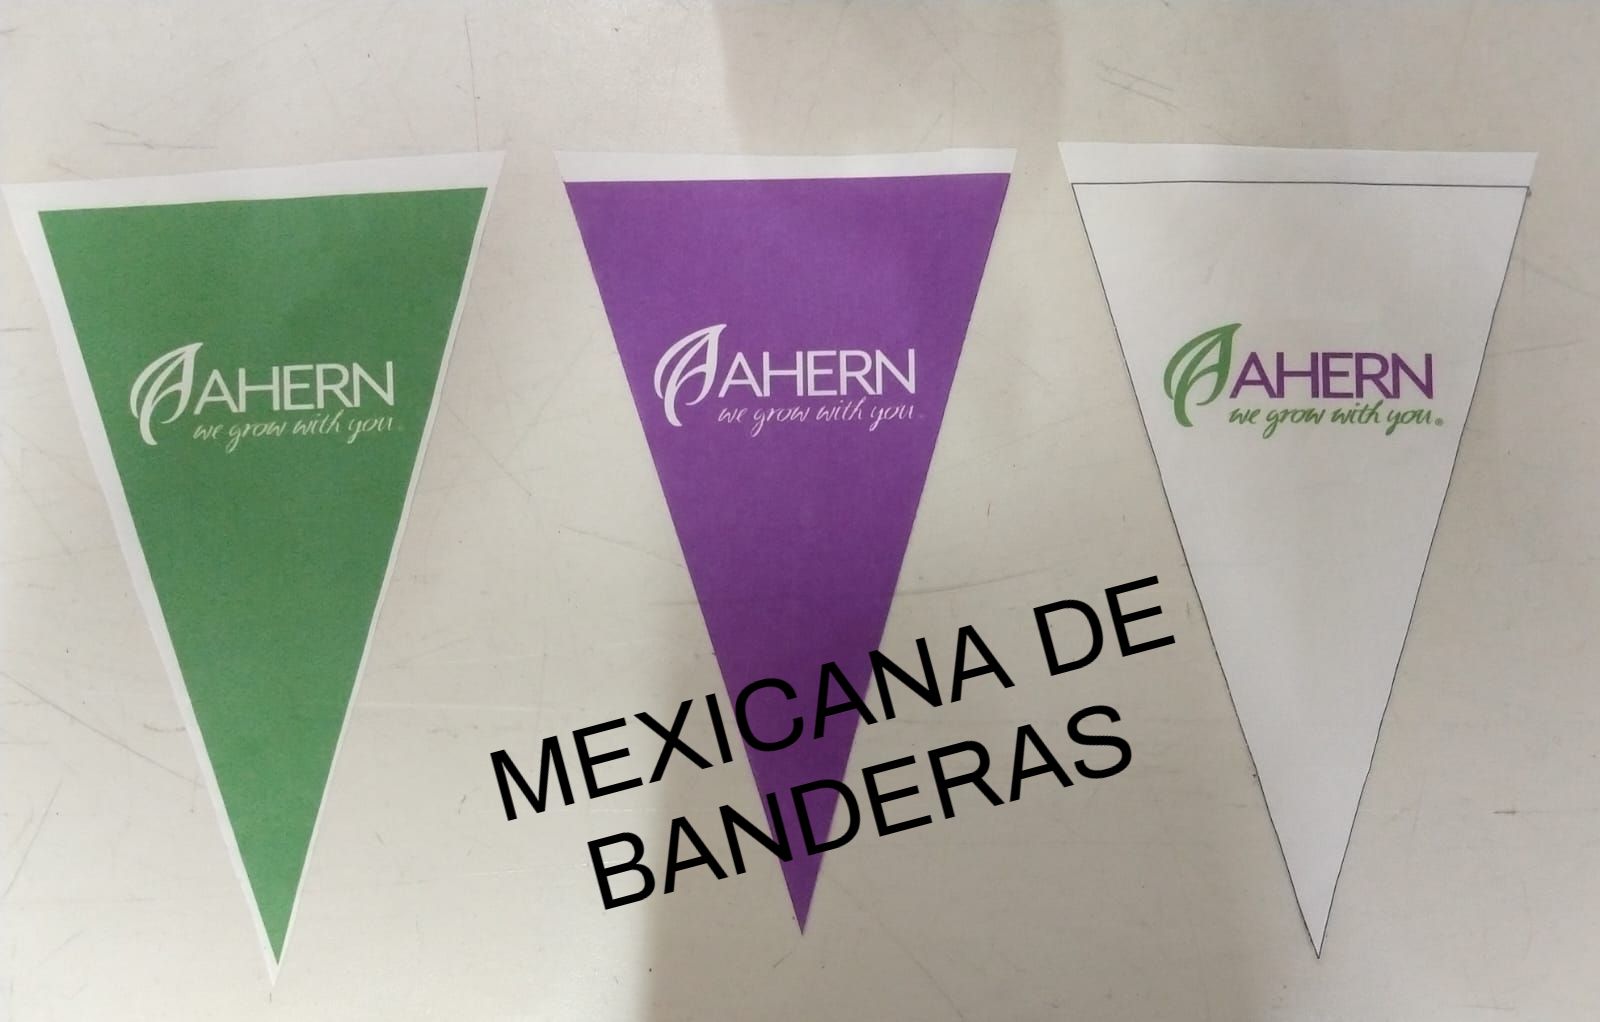 AHERN
we grow with you
AHERN
we grow with you
AHERN
we grow with you®
MEXICANA DE
BANDERAS